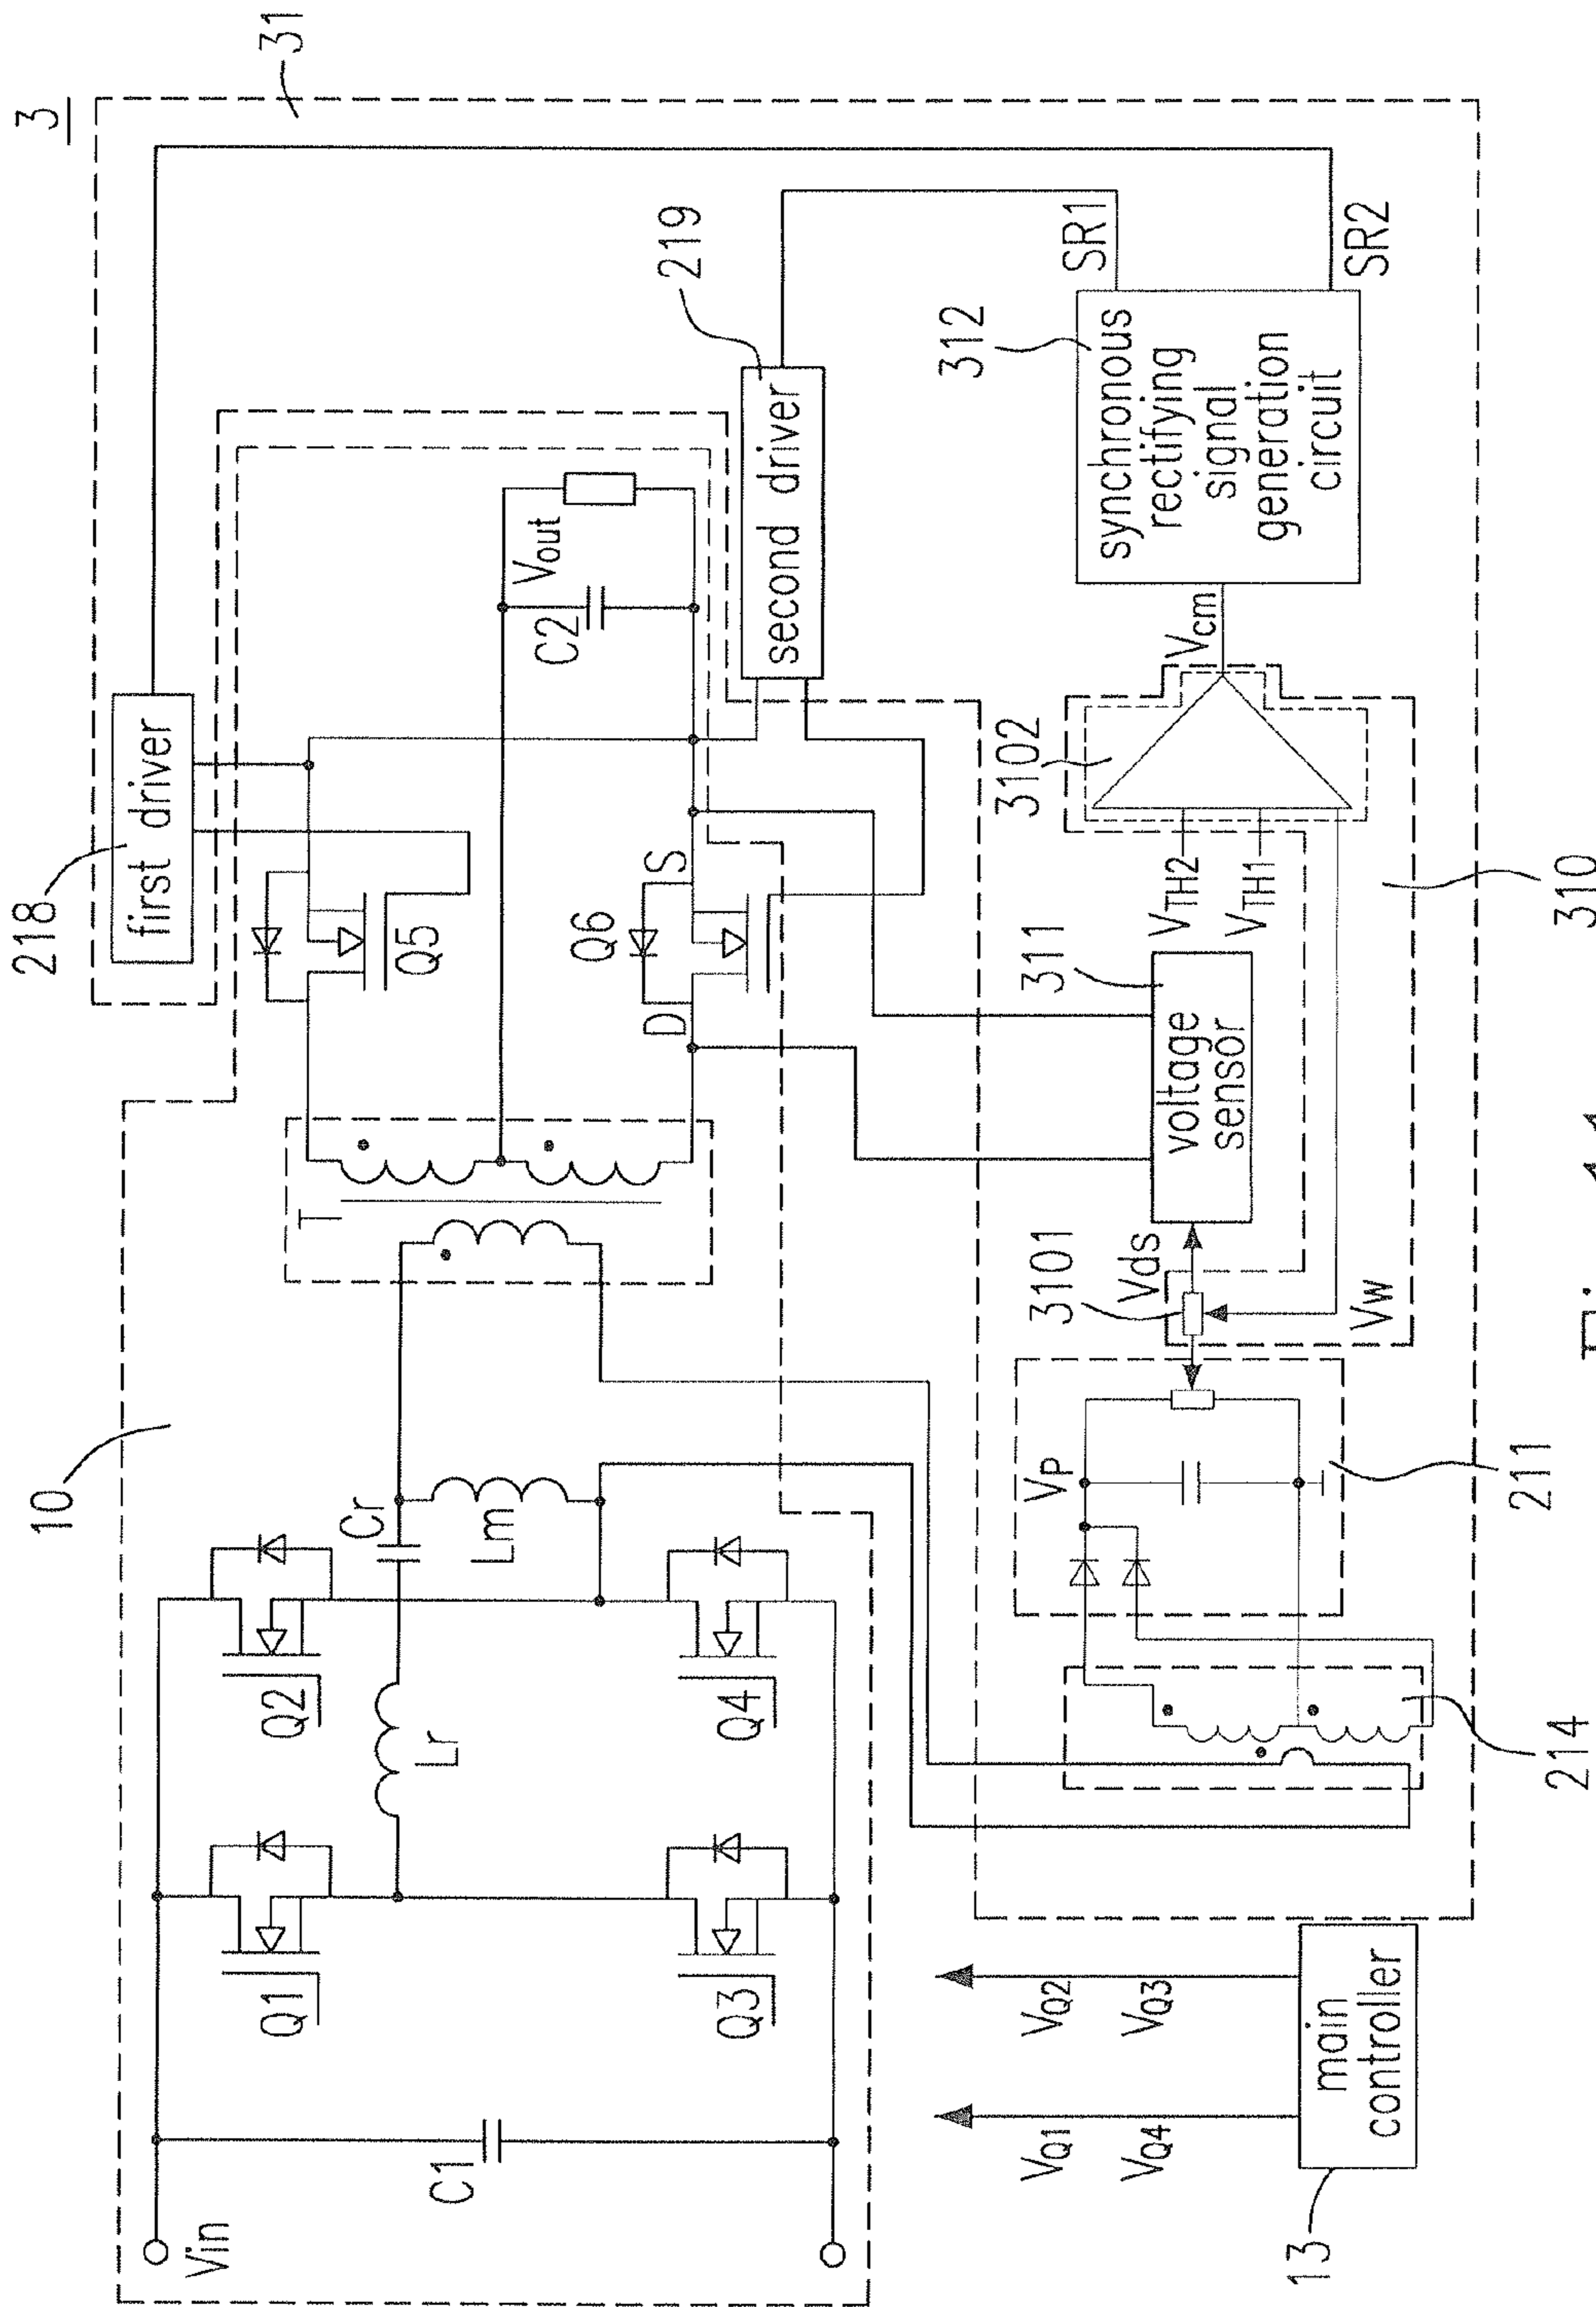 3
31
10
218
first driver
Vin
C1
Q1
Q2
Q3
Q4
Lr
Cr
Lm
T
Q5
Q6
D
S
C2
Vout
219
second driver
13
main
controller
VQ1
VQ4
VQ2
VQ3
214
211
VP
3101
Vds
VW
311
voltage
sensor
310
3102
VTH2
VTH1
Vcm
312
synchronous
rectifying
signal
generation
circuit
SR1
SR2